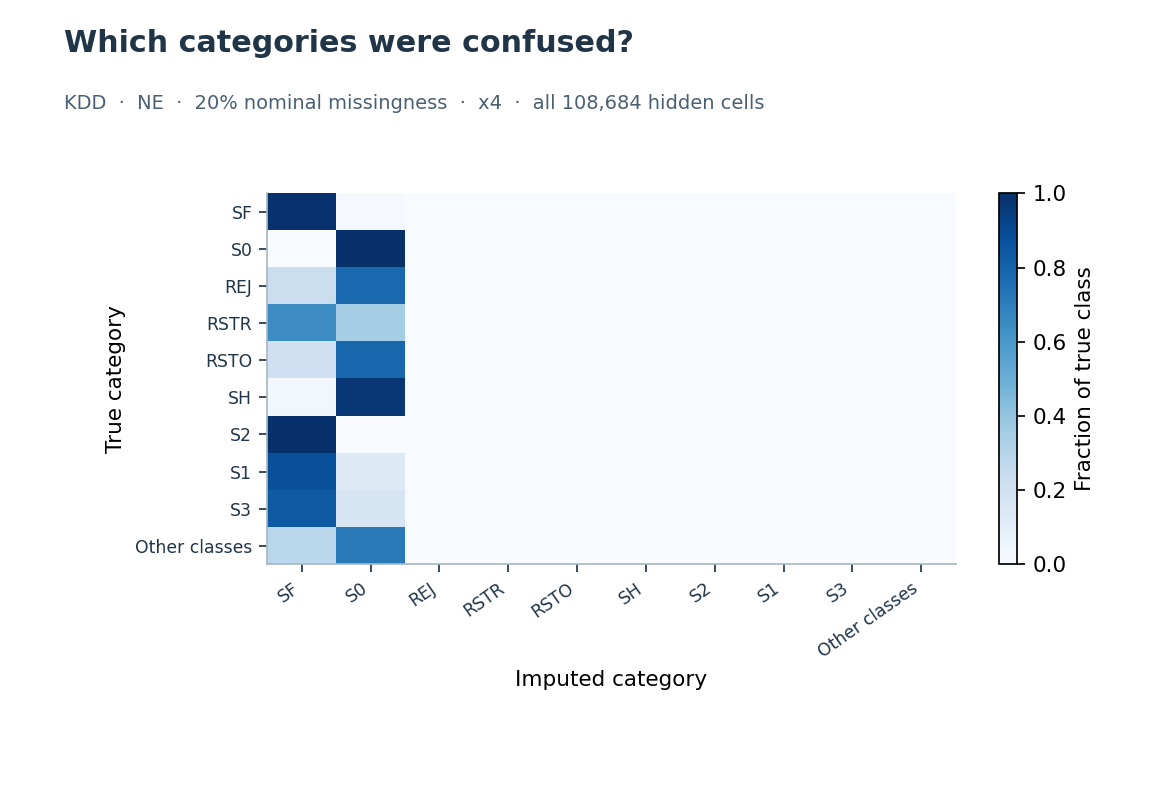 Which categories were confused?
KDD · NE · 20% nominal missingness · x4 · all 108,684 hidden cells
True category
SF
S0
REJ
RSTR
RSTO
SH
S2
S1
S3
Other classes
SF
S0
REJ
RSTR
RSTO
SH
S2
S1
S3
Other classes
Imputed category
1.0
0.8
0.6
0.4
0.2
0.0
Fraction of true class